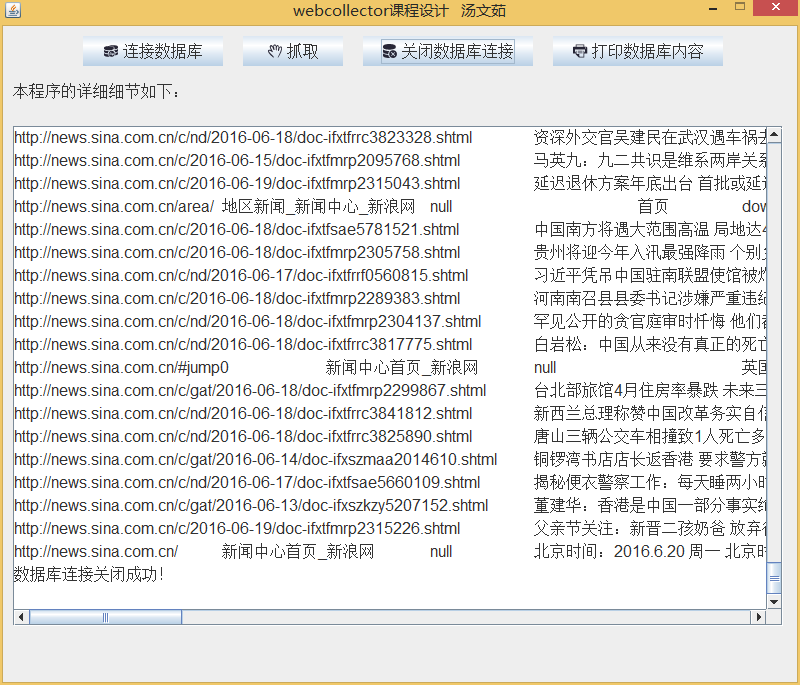 webcollector课程设计 汤文茹
连接数据库 抓取 关闭数据库连接 打印数据库内容
本程序的详细细节如下：
http://news.sina.com.cn/c/nd/2016-06-18/doc-ifxtfrrc3823328.shtml 资深外交官吴建民在武汉遇车祸去
http://news.sina.com.cn/c/2016-06-15/doc-ifxtfmrp2095768.shtml 马英九：九二共识是维系两岸关系
http://news.sina.com.cn/c/2016-06-19/doc-ifxtfmrp2315043.shtml 延迟退休方案年底出台 首批或延
http://news.sina.com.cn/area/ 地区新闻_新闻中心_新浪网 null 首页 dow
http://news.sina.com.cn/c/2016-06-18/doc-ifxtfsae5781521.shtml 中国南方将遇大范围高温 局地达4
http://news.sina.com.cn/c/2016-06-18/doc-ifxtfmrp2305758.shtml 贵州将迎今年入汛最强降雨 个别
http://news.sina.com.cn/c/nd/2016-06-17/doc-ifxtfrrf0560815.shtml 习近平凭吊中国驻南联盟使馆被炸
http://news.sina.com.cn/c/2016-06-18/doc-ifxtfmrp2289383.shtml 河南南召县县委书记涉嫌严重违纪
http://news.sina.com.cn/c/nd/2016-06-18/doc-ifxtfmrp2304137.shtml 罕见公开的贪官庭审时忏悔 他们都
http://news.sina.com.cn/c/nd/2016-06-18/doc-ifxtfrrc3817775.shtml 白岩松：中国从来没有真正的死亡
http://news.sina.com.cn/#jump0 新闻中心首页_新浪网 null 英国
http://news.sina.com.cn/c/gat/2016-06-18/doc-ifxtfmrp2299867.shtml 台北部旅馆4月住房率暴跌 未来三
http://news.sina.com.cn/c/nd/2016-06-18/doc-ifxtfrrc3841812.shtml 新西兰总理称赞中国改革务实自信
http://news.sina.com.cn/c/nd/2016-06-18/doc-ifxtfrrc3825890.shtml 唐山三辆公交车相撞致1人死亡多
http://news.sina.com.cn/c/gat/2016-06-14/doc-ifxszmaa2014610.shtml 铜锣湾书店店长返香港 要求警方
http://news.sina.com.cn/c/nd/2016-06-17/doc-ifxtfsae5660109.shtml 揭秘便衣警察工作：每天睡两小时
http://news.sina.com.cn/c/gat/2016-06-13/doc-ifxszkzy5207152.shtml 董建华：香港是中国一部分事实
http://news.sina.com.cn/c/2016-06-19/doc-ifxtfmrp2315226.shtml 父亲节关注：新晋二孩奶爸 放弃
http://news.sina.com.cn/ 新闻中心首页_新浪网 null 北京时间：2016.6.20 周一 北京时
数据库连接关闭成功！